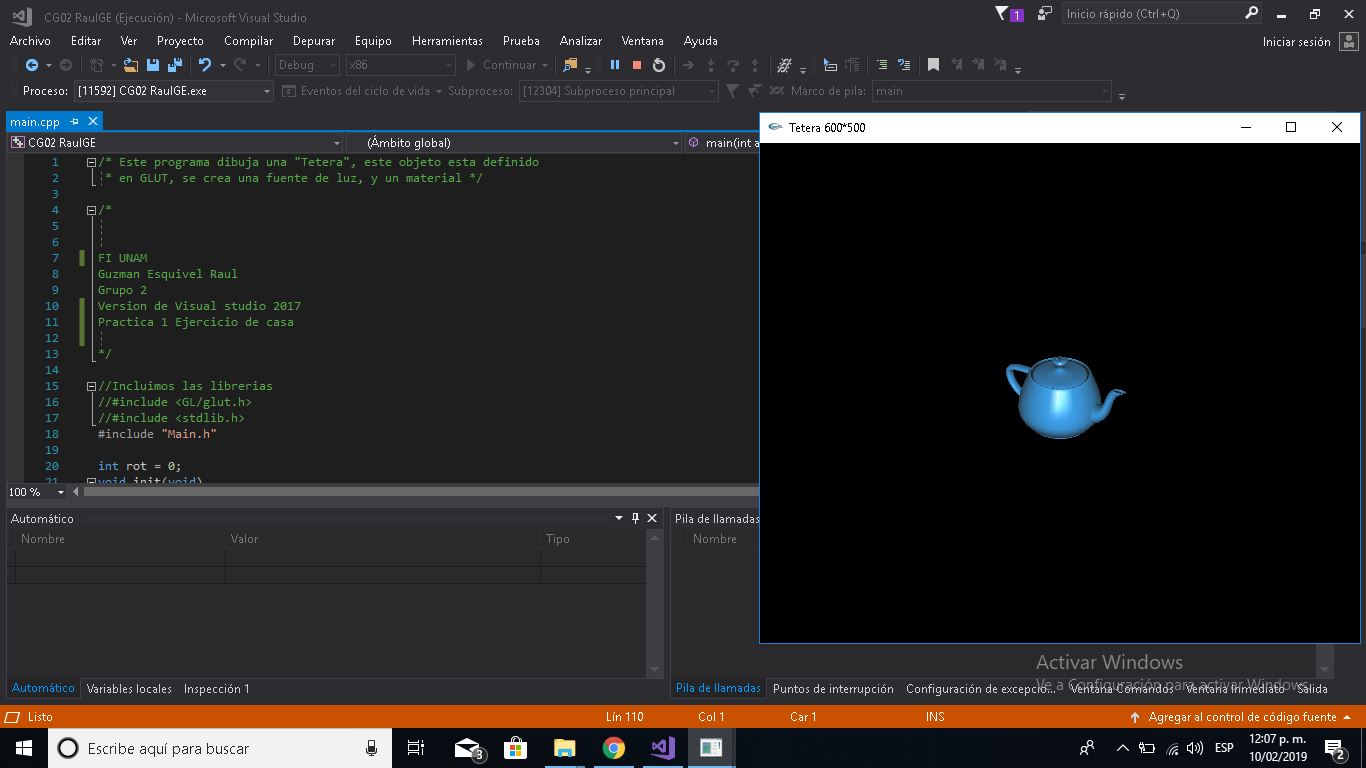 CG02 RaulGE (Ejecución) - Microsoft Visual Studio
1
Inicio rápido (Ctrl+Q)
Archivo Editar Ver Proyecto Compilar Depurar Equipo Herramientas Prueba Analizar Ventana Ayuda
Iniciar sesión
Debug x86 Continuar
Proceso: [11592] CG02 RaulGE.exe Eventos del ciclo de vida Subproceso: [12304] Subproceso principal Marco de pila: main
main.cpp
CG02 RaulGE (Ámbito global) main(int a
Tetera 600*500
1 /* Este programa dibuja una "Tetera", este objeto esta definido
2 * en GLUT, se crea una fuente de luz, y un material */
3
4 /*
5
6
7 FI UNAM
8 Guzman Esquivel Raul
9 Grupo 2
10 Version de Visual studio 2017
11 Practica 1 Ejercicio de casa
12
13 */
14
15 //Incluimos las librerias
16 //#include <GL/glut.h>
17 //#include <stdlib.h>
18 #include "Main.h"
19
20 int rot = 0;
21 void init(void)
100 %
Automático
Nombre Valor Tipo
Pila de llamadas
Nombre
Automático Variables locales Inspección 1
Pila de llamadas Puntos de interrupción Configuración de excepcio... Ventana Comandos Ventana Inmediato Salida
Activar Windows
Ve a Configuración para activar Windows.
Listo Lín 110 Col 1 Car 1 INS Agregar al control de código fuente
Escribe aquí para buscar
3
ESP
12:07 p. m.
10/02/2019
2